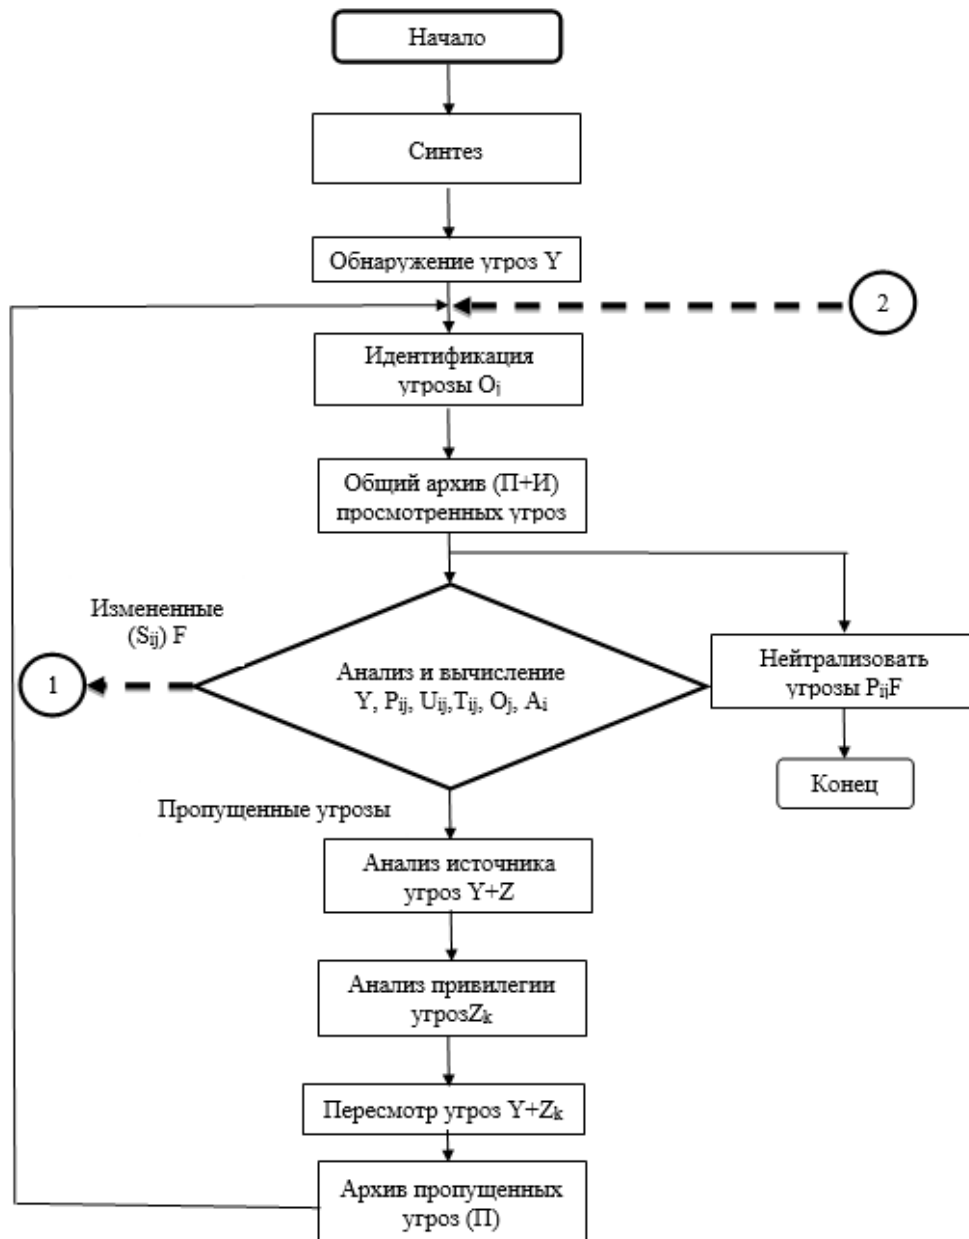 Начало
Синтез
Обнаружение угроз Y
2
Идентификация
угрозы Oj
Общий архив (П+И)
просмотренных угроз
Измененные
(Sij) F
1
Анализ и вычисление
Y, Pij, Uij,Tij, Oj, Ai
Нейтрализовать
угрозы PijF
Конец
Пропущенные угрозы
Анализ источника
угроз Y+Z
Анализ привилегии
угрозZk
Пересмотр угроз Y+Zk
Архив пропущенных
угроз (П)